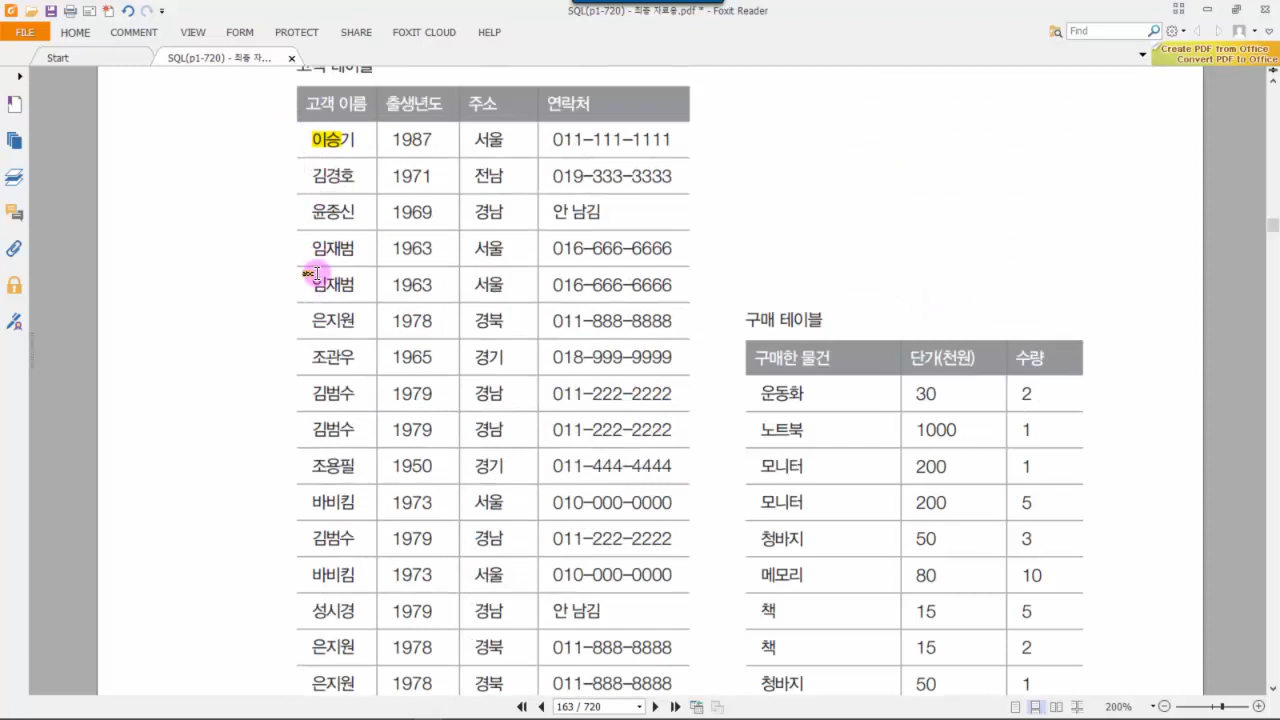 SQL(p1-720) - 최종 자료용.pdf * - Foxit Reader
FILE HOME COMMENT VIEW FORM PROTECT SHARE FOXIT CLOUD HELP
Find
Start
SQL(p1-720) - 최종 자...
Create PDF from Office
Convert PDF to Office
고객 테이블
고객 이름 출생년도 주소 연락처
이승기 1987 서울 011-111-1111
김경호 1971 전남 019-333-3333
윤종신 1969 경남 안 남김
임재범 1963 서울 016-666-6666
임재범 1963 서울 016-666-6666
은지원 1978 경북 011-888-8888
조관우 1965 경기 018-999-9999
김범수 1979 경남 011-222-2222
김범수 1979 경남 011-222-2222
조용필 1950 경기 011-444-4444
바비킴 1973 서울 010-000-0000
김범수 1979 경남 011-222-2222
바비킴 1973 서울 010-000-0000
성시경 1979 경남 안 남김
은지원 1978 경북 011-888-8888
은지원 1978 경북 011-888-8888
구매 테이블
구매한 물건 단가(천원) 수량
운동화 30 2
노트북 1000 1
모니터 200 1
모니터 200 5
청바지 50 3
메모리 80 10
책 15 5
책 15 2
청바지 50 1
163 / 720
200%